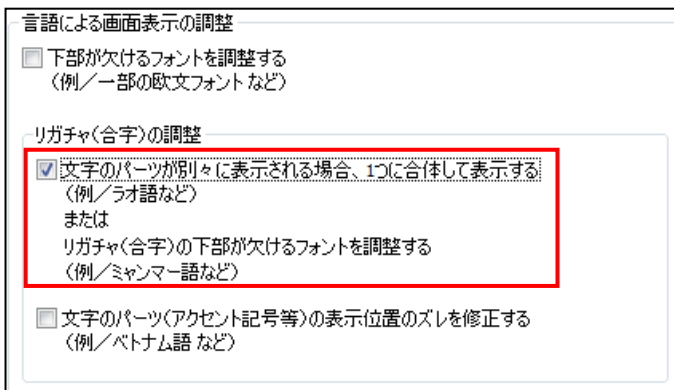 言語による画面表示の調整
下部が欠けるフォントを調整する
（例／一部の欧文フォント など）
リガチャ（合字）の調整
文字のパーツが別々に表示される場合、1つに合体して表示する
（例／ラオ語など）
または
リガチャ（合字）の下部が欠けるフォントを調整する
（例／ミャンマー語など）
文字のパーツ（アクセント記号等）の表示位置のズレを修正する
（例／ベトナム語 など）